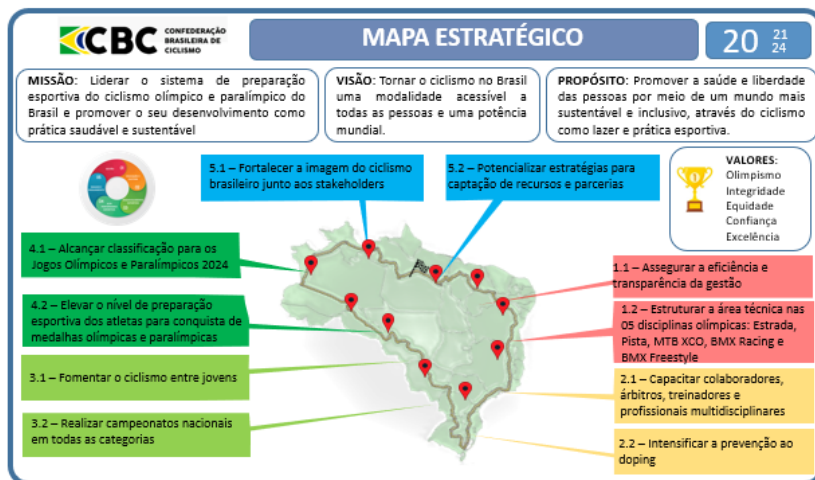 CBC
CONFEDERAÇÃO
BRASILEIRA DE
CICLISMO
MAPA ESTRATÉGICO
20 21
24
MISSÃO: Liderar o sistema de preparação
esportiva do ciclismo olímpico e paralímpico do
Brasil e promover o seu desenvolvimento como
prática saudável e sustentável
VISÃO: Tornar o ciclismo no Brasil
uma modalidade acessível a
todas as pessoas e uma potência
mundial.
PROPÓSITO: Promover a saúde e liberdade
das pessoas por meio de um mundo mais
sustentável e inclusivo, através do ciclismo
como lazer e prática esportiva.
5.1 – Fortalecer a imagem do ciclismo
brasileiro junto aos stakeholders
5.2 – Potencializar estratégias para
captação de recursos e parcerias
VALORES:
Olimpismo
Integridade
Equidade
Confiança
Excelência
4.1 – Alcançar classificação para os
Jogos Olímpicos e Paralímpicos 2024
4.2 – Elevar o nível de preparação
esportiva dos atletas para conquista de
medalhas olímpicas e paralímpicas
3.1 – Fomentar o ciclismo entre jovens
3.2 – Realizar campeonatos nacionais
em todas as categorias
1.1 – Assegurar a eficiência e
transparência da gestão
1.2 – Estruturar a área técnica nas
05 disciplinas olímpicas: Estrada,
Pista, MTB XCO, BMX Racing e
BMX Freestyle
2.1 – Capacitar colaboradores,
árbitros, treinadores e
profissionais multidisciplinares
2.2 – Intensificar a prevenção ao
doping